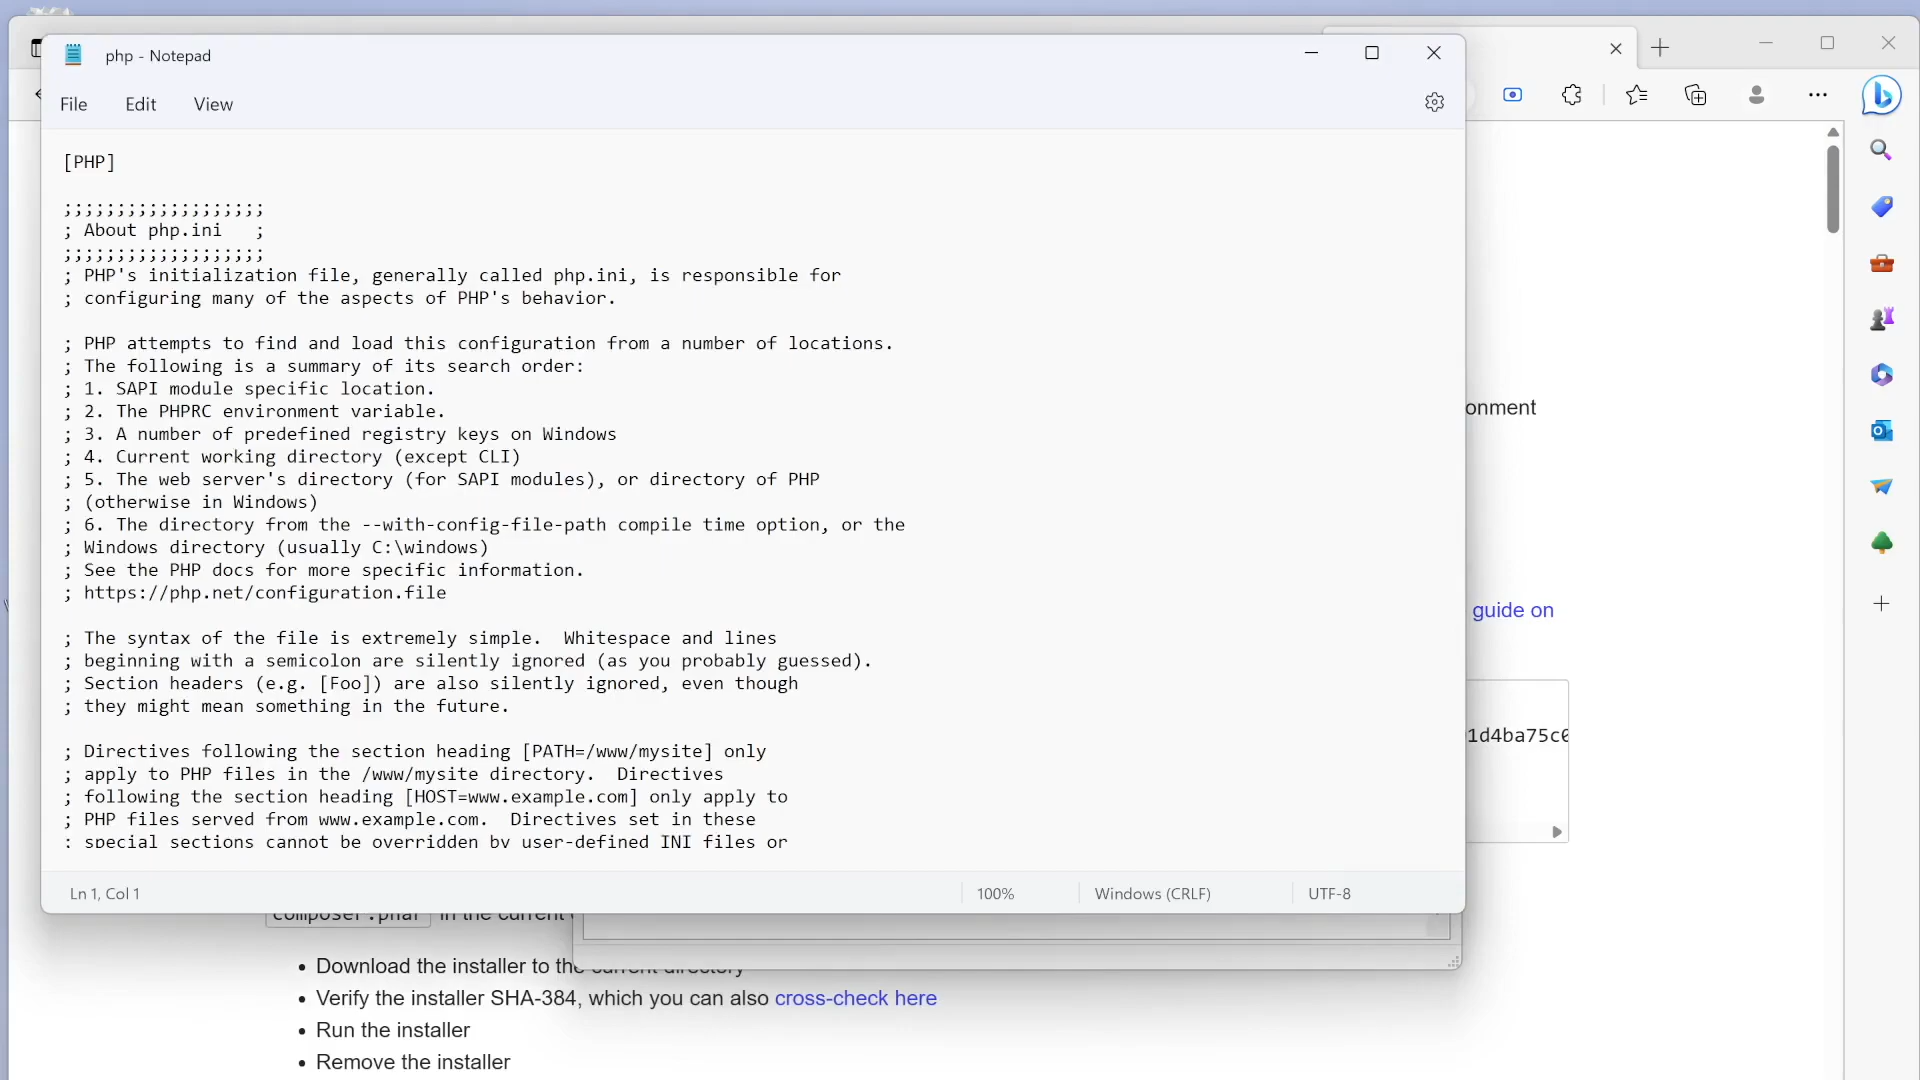 php - Notepad
File Edit View
[PHP]
;;;;;;;;;;;;;;;;;;;
; About php.ini   ;
;;;;;;;;;;;;;;;;;;;
; PHP's initialization file, generally called php.ini, is responsible for
; configuring many of the aspects of PHP's behavior.
; PHP attempts to find and load this configuration from a number of locations.
; The following is a summary of its search order:
; 1. SAPI module specific location.
; 2. The PHPRC environment variable.
; 3. A number of predefined registry keys on Windows
; 4. Current working directory (except CLI)
; 5. The web server's directory (for SAPI modules), or directory of PHP
; (otherwise in Windows)
; 6. The directory from the --with-config-file-path compile time option, or the
; Windows directory (usually C:\windows)
; See the PHP docs for more specific information.
; https://php.net/configuration.file
; The syntax of the file is extremely simple.  Whitespace and lines
; beginning with a semicolon are silently ignored (as you probably guessed).
; Section headers (e.g. [Foo]) are also silently ignored, even though
; they might mean something in the future.
; Directives following the section heading [PATH=/www/mysite] only
; apply to PHP files in the /www/mysite directory.  Directives
; following the section heading [HOST=www.example.com] only apply to
; PHP files served from www.example.com.  Directives set in these
; special sections cannot be overridden by user-defined INI files or
Ln 1, Col 1 100% Windows (CRLF) UTF-8
onment
guide on
1d4ba75c6
composer.phar in the current
• Download the installer to the current directory
• Verify the installer SHA-384, which you can also cross-check here
• Run the installer
• Remove the installer